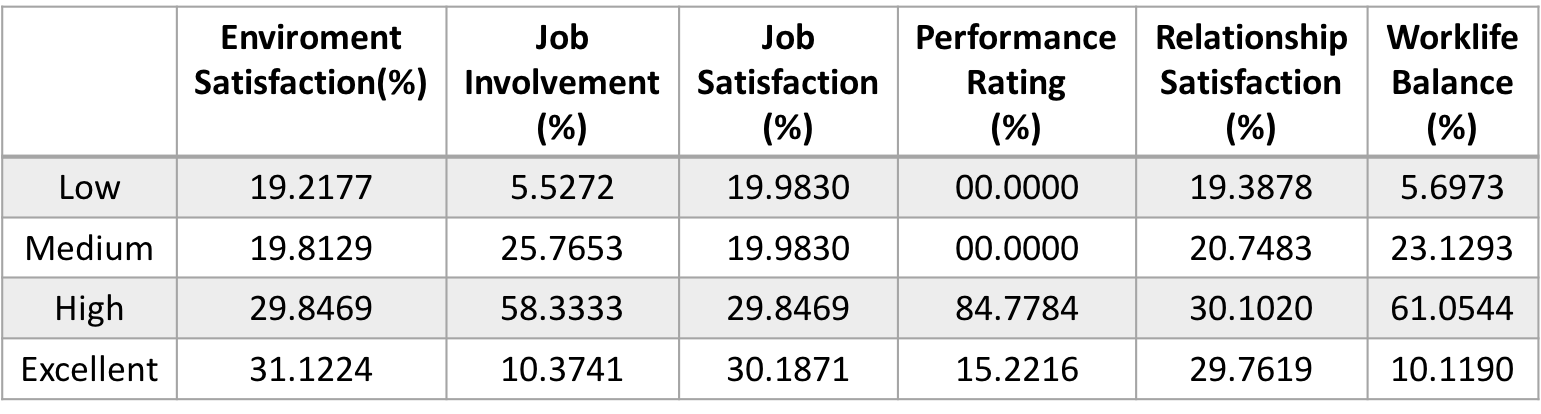 Enviroment Satisfaction(%) Job Involvement (%) Job Satisfaction (%) Performance Rating (%) Relationship Satisfaction (%) Worklife Balance (%)
Low 19.2177 5.5272 19.9830 00.0000 19.3878 5.6973
Medium 19.8129 25.7653 19.9830 00.0000 20.7483 23.1293
High 29.8469 58.3333 29.8469 84.7784 30.1020 61.0544
Excellent 31.1224 10.3741 30.1871 15.2216 29.7619 10.1190